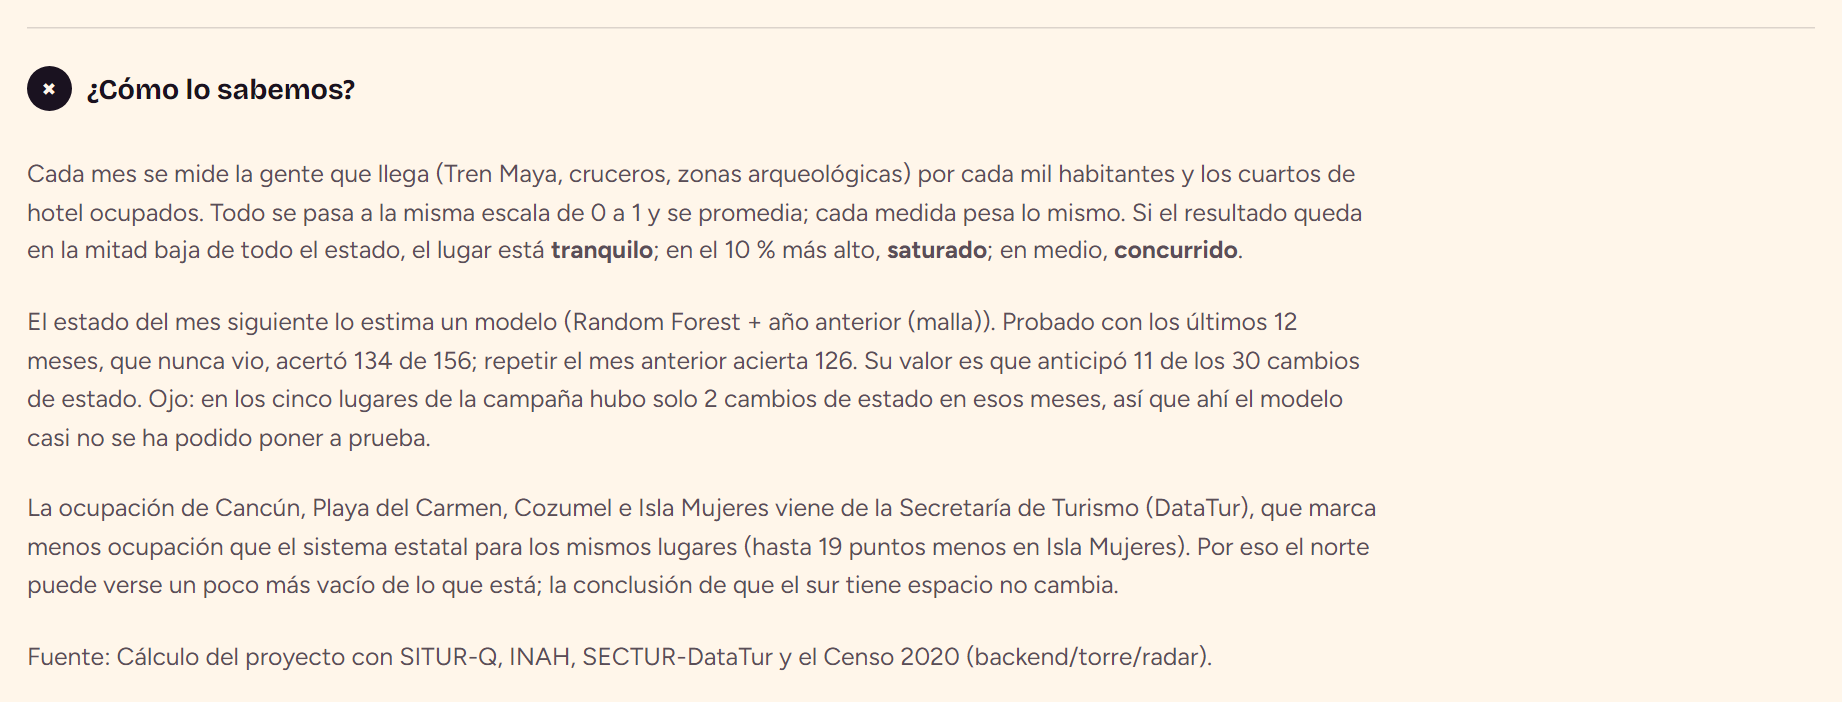 ¿Cómo lo sabemos?
Cada mes se mide la gente que llega (Tren Maya, cruceros, zonas arqueológicas) por cada mil habitantes y los cuartos de
hotel ocupados. Todo se pasa a la misma escala de 0 a 1 y se promedia; cada medida pesa lo mismo. Si el resultado queda
en la mitad baja de todo el estado, el lugar está tranquilo; en el 10 % más alto, saturado; en medio, concurrido.
El estado del mes siguiente lo estima un modelo (Random Forest + año anterior (malla)). Probado con los últimos 12
meses, que nunca vio, acertó 134 de 156; repetir el mes anterior acierta 126. Su valor es que anticipó 11 de los 30 cambios
de estado. Ojo: en los cinco lugares de la campaña hubo solo 2 cambios de estado en esos meses, así que ahí el modelo
casi no se ha podido poner a prueba.
La ocupación de Cancún, Playa del Carmen, Cozumel e Isla Mujeres viene de la Secretaría de Turismo (DataTur), que marca
menos ocupación que el sistema estatal para los mismos lugares (hasta 19 puntos menos en Isla Mujeres). Por eso el norte
puede verse un poco más vacío de lo que está; la conclusión de que el sur tiene espacio no cambia.
Fuente: Cálculo del proyecto con SITUR-Q, INAH, SECTUR-DataTur y el Censo 2020 (backend/torre/radar).